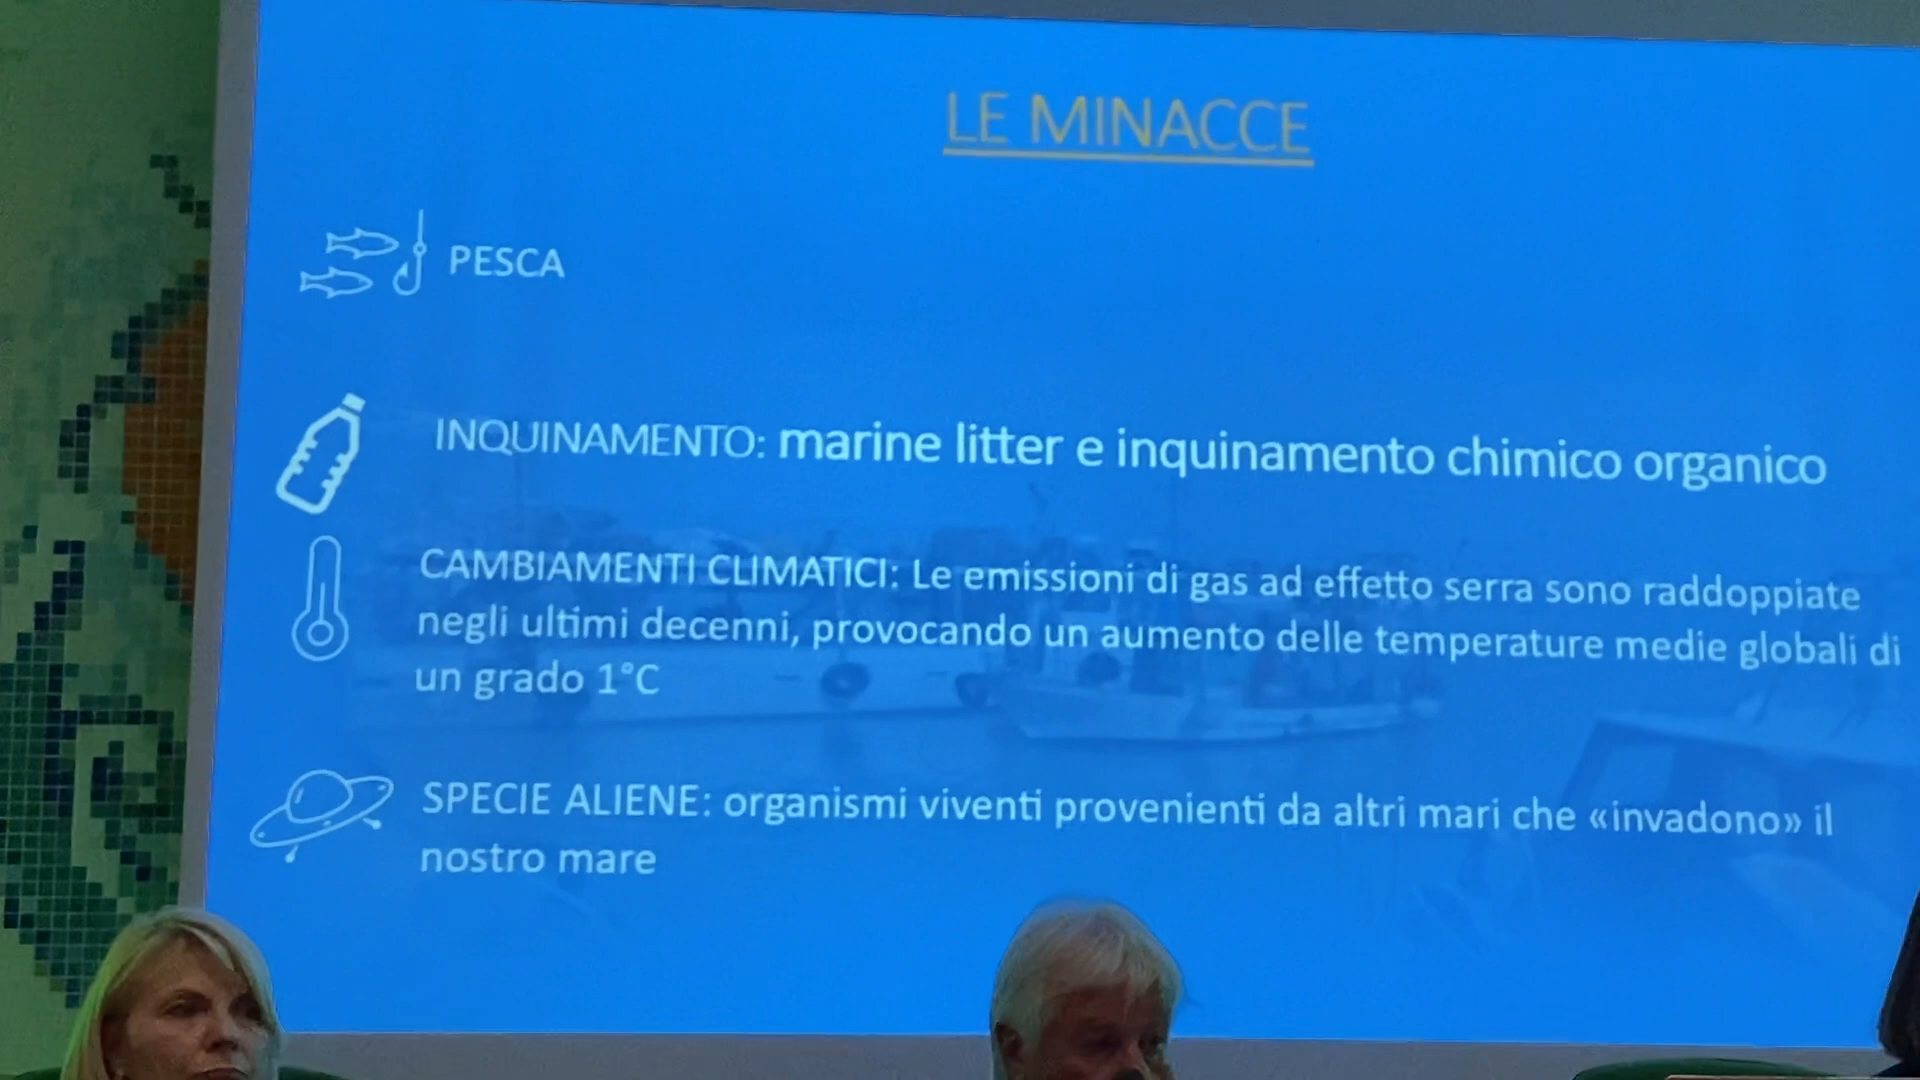 LE MINACCE
PESCA
INQUINAMENTO: marine litter e inquinamento chimico organico
CAMBIAMENTI CLIMATICI: Le emissioni di gas ad effetto serra sono raddoppiate
negli ultimi decenni, provocando un aumento delle temperature medie globali di
un grado 1°C
SPECIE ALIENE: organismi viventi provenienti da altri mari che «invadono» il
nostro mare